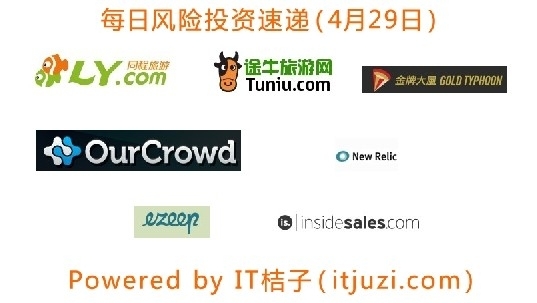 每日风险投资速递(4月29日)
LY.com 同程旅游
途牛旅游网
Tuniu.com
金牌大風 GOLD TYPHOON
OurCrowd
New Relic
ezeep
is. insidesales.com
Powered by IT桔子(itjuzi.com)